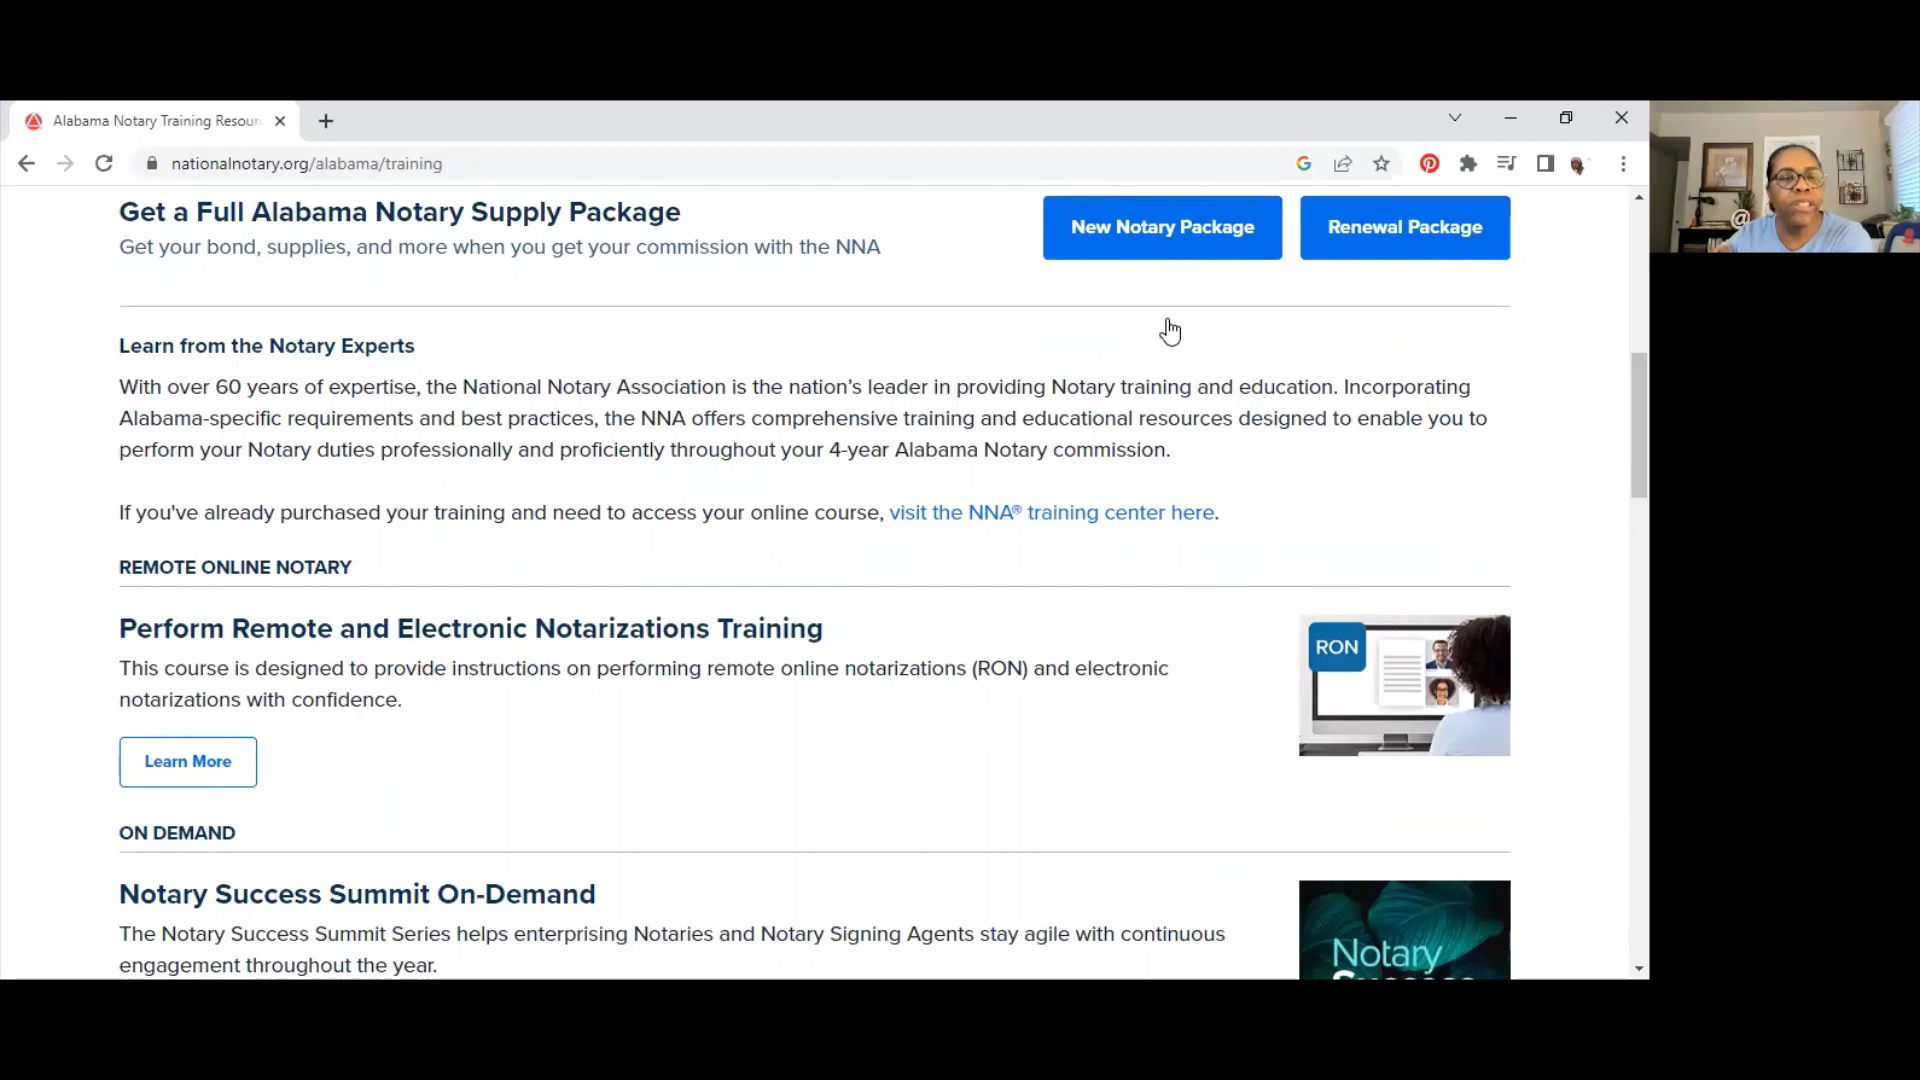 Alabama Notary Training Resour
nationalnotary.org/alabama/training
Get a Full Alabama Notary Supply Package
Get your bond, supplies, and more when you get your commission with the NNA
New Notary Package
Renewal Package
Learn from the Notary Experts
With over 60 years of expertise, the National Notary Association is the nation's leader in providing Notary training and education. Incorporating
Alabama-specific requirements and best practices, the NNA offers comprehensive training and educational resources designed to enable you to
perform your Notary duties professionally and proficiently throughout your 4-year Alabama Notary commission.
If you've already purchased your training and need to access your online course, visit the NNA® training center here.
REMOTE ONLINE NOTARY
Perform Remote and Electronic Notarizations Training
This course is designed to provide instructions on performing remote online notarizations (RON) and electronic
notarizations with confidence.
RON
Learn More
ON DEMAND
Notary Success Summit On-Demand
The Notary Success Summit Series helps enterprising Notaries and Notary Signing Agents stay agile with continuous
engagement throughout the year.
Notary
Success